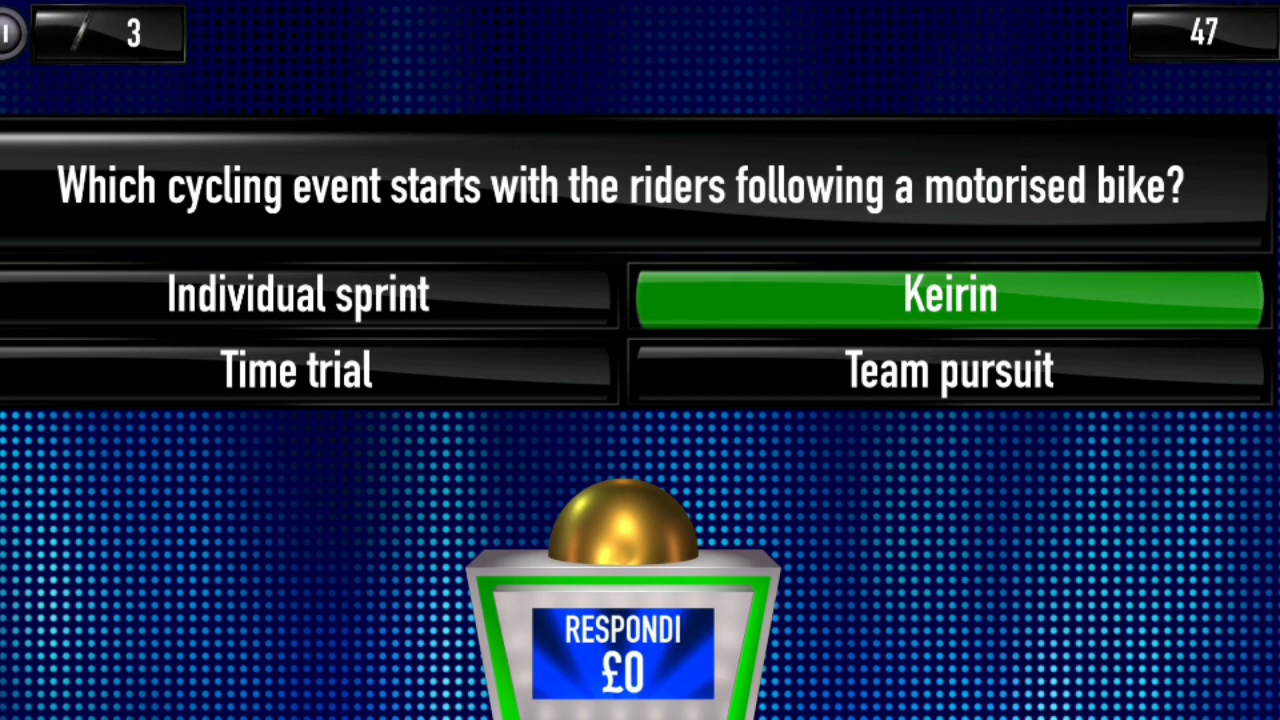 3
47
Which cycling event starts with the riders following a motorised bike?
Individual sprint
Keirin
Time trial
Team pursuit
RESPONDI
£0